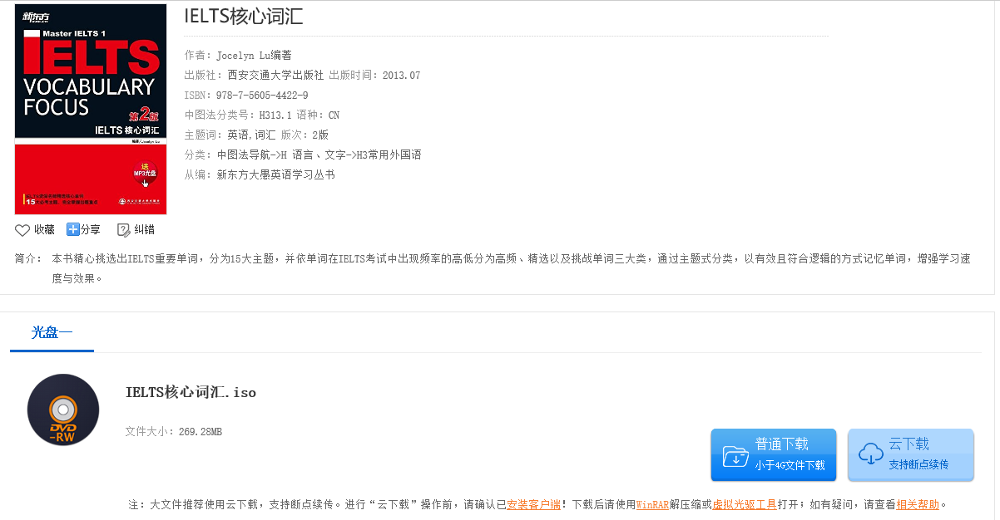 IELTS核心词汇
新东方
Master IELTS 1
IELTS
VOCABULARY
FOCUS
第2版
IELTS 核心词汇
编著/Jocelyn Lu
送
MP3光盘
作者：Jocelyn Lu编著
出版社：西安交通大学出版社 出版时间：2013.07
ISBN：978-7-5605-4422-9
中图法分类号：H313.1 语种：CN
主题词：英语,词汇 版次：2版
分类：中图法导航->H 语言、文字->H3常用外国语
从编：新东方大愚英语学习丛书
收藏 分享 纠错
简介： 本书精心挑选出IELTS重要单词，分为15大主题，并依单词在IELTS考试中出现频率的高低分为高频、精选以及挑战单词三大类，通过主题式分类，以有效且符合逻辑的方式记忆单词，增强学习速
度与效果。
光盘一
DVD
-RW
IELTS核心词汇.iso
文件大小：269.28MB
普通下载
小于4G文件下载
云下载
支持断点续传
注：大文件推荐使用云下载，支持断点续传。进行“云下载”操作前，请确认已安装客户端！下载后请使用WinRAR解压缩或虚拟光驱工具打开；如有疑问，请查看相关帮助。